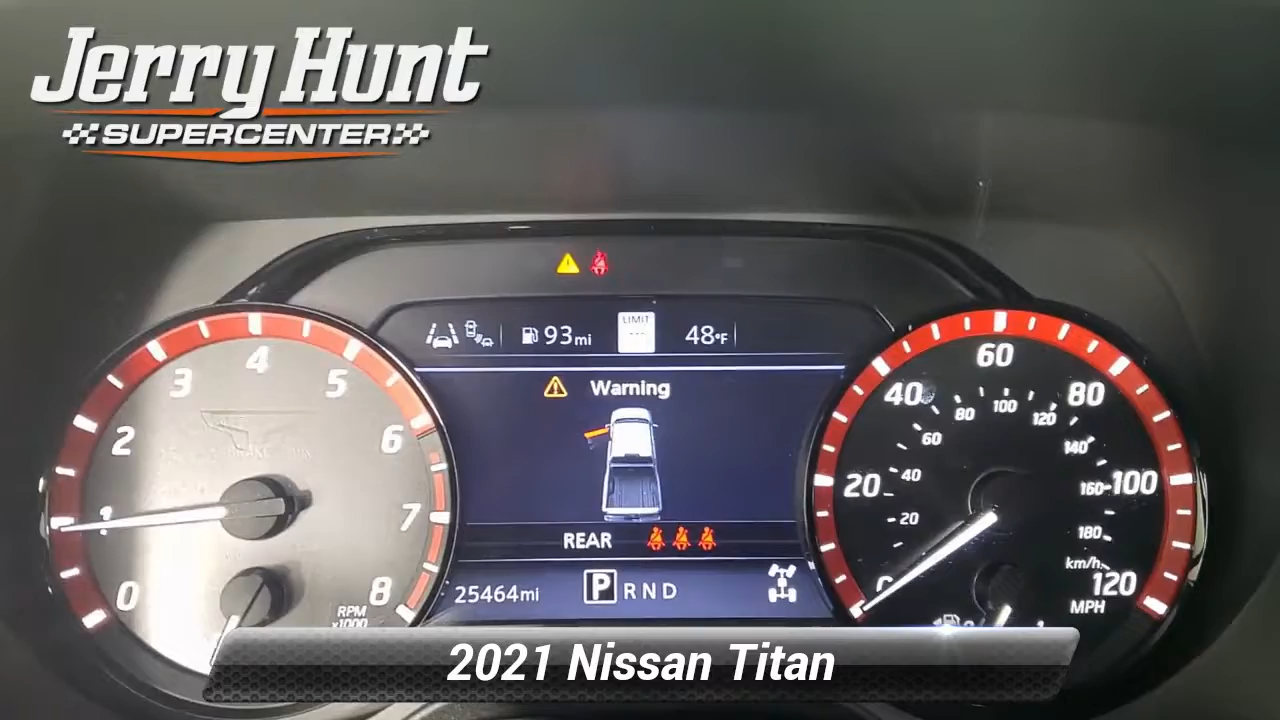 Jerry Hunt
SUPERCENTER
93mi
LIMIT
---
48°F
Warning
REAR
25464mi
P R N D
0 1 2 3 4 5 6 7 8
RPM
x1000
0 20 40 60 80 100 120
20 40 60 80 100 120 140 160 180
km/h
MPH
2021 Nissan Titan